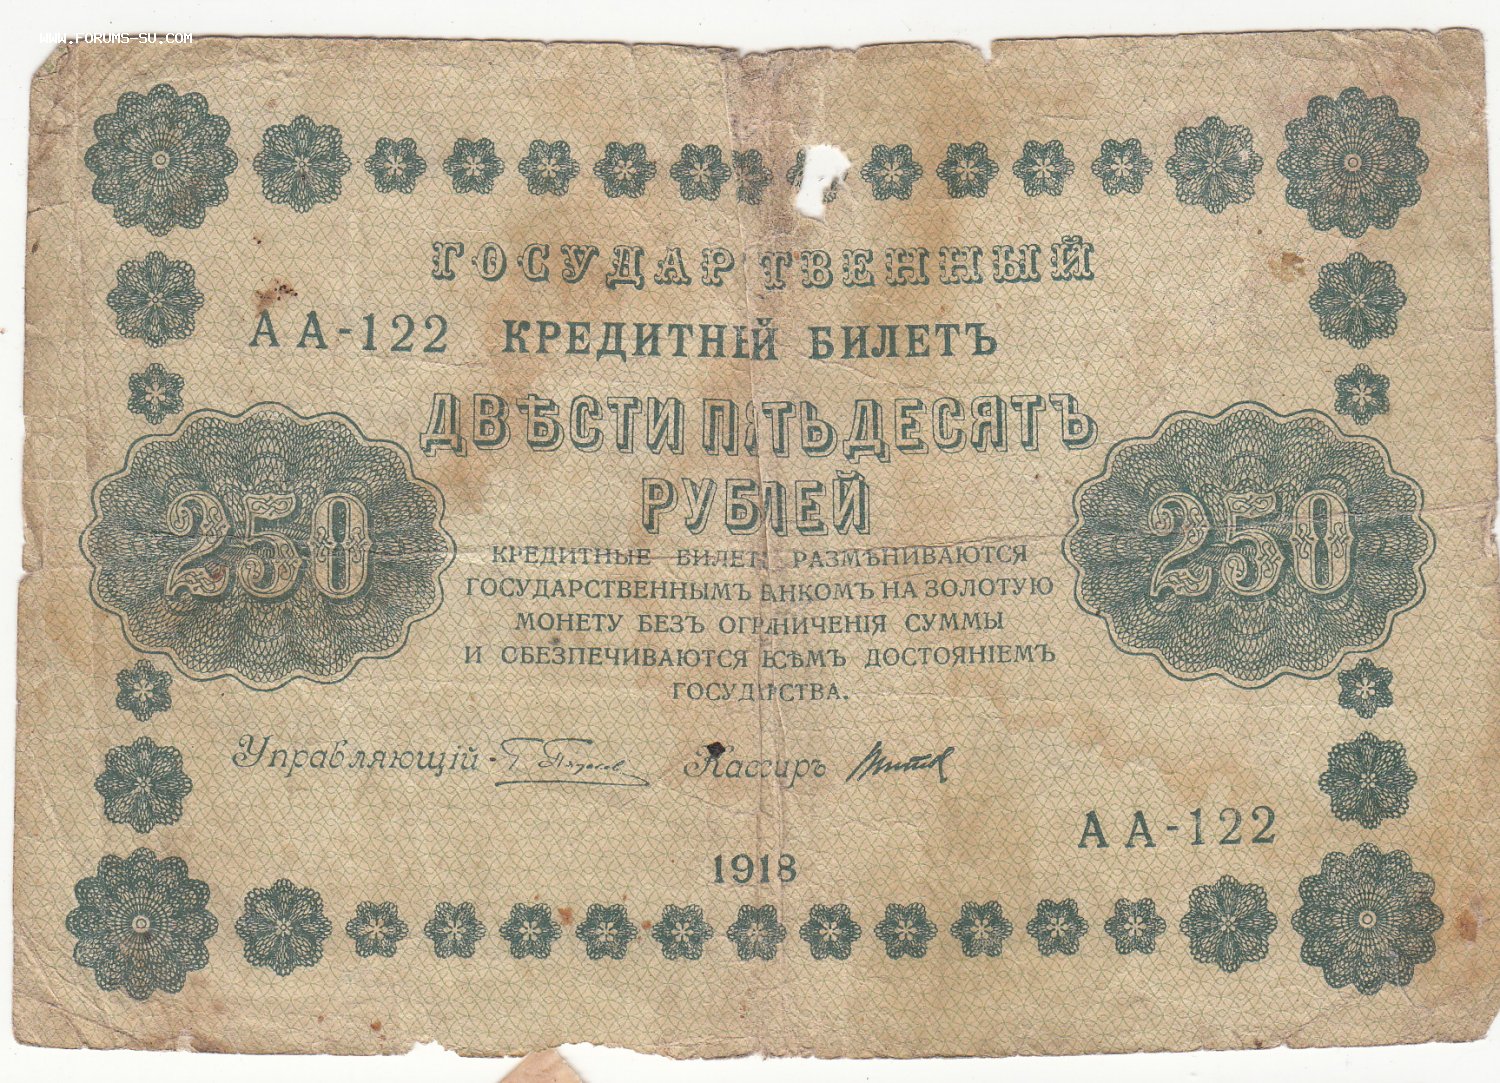 WWW.FORUMS-SU.COM
ГОСУДАРСТВЕННЫЙ
АА-122 КРЕДИТНЫЙ БИЛЕТЪ
ДВѢСТИ ПЯТЬДЕСЯТЪ
РУБЛЕЙ
250 250
КРЕДИТНЫЕ БИЛЕТЫ РАЗМѢНИВАЮТСЯ
ГОСУДАРСТВЕННЫМЪ БАНКОМЪ НА ЗОЛОТУЮ
МОНЕТУ БЕЗЪ ОГРАНИЧЕНІЯ СУММЫ
И ОБЕЗПЕЧИВАЮТСЯ ВСѢМЪ ДОСТОЯНІЕМЪ
ГОСУДАРСТВА.
Управляющій Кассиръ
АА-122
1918